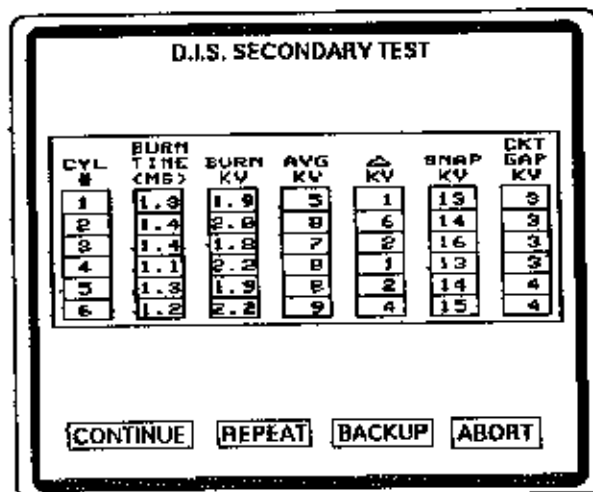 D.I.S. SECONDARY TEST
CYL # BURN TIME (MS) BURN KV AVG KV △ KV SNAP KV CKT GAP KV
1 1.3 1.9 5 1 13 3
2 1.4 2.0 8 6 14 3
3 1.4 1.8 7 2 16 3
4 1.1 2.2 8 1 13 3
5 1.3 1.9 8 2 14 4
6 1.2 2.2 9 4 15 4
CONTINUE REPEAT BACKUP ABORT